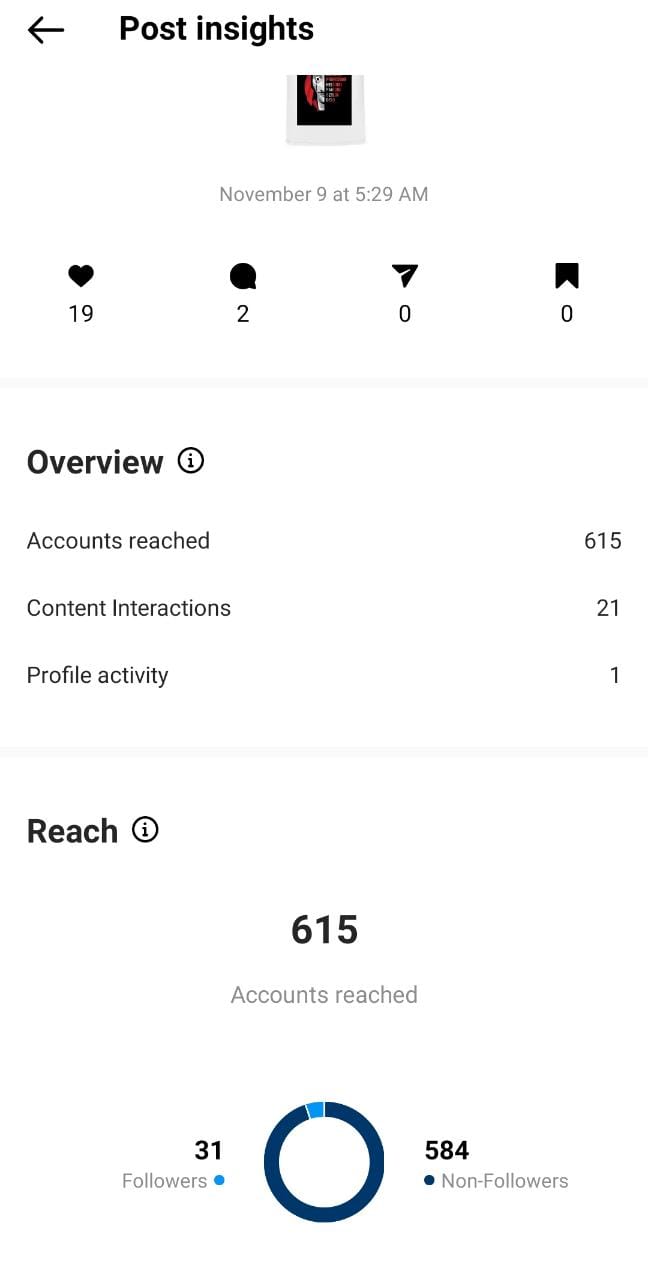 Post insights
November 9 at 5:29 AM
19 2 0 0
Overview
Accounts reached 615
Content Interactions 21
Profile activity 1
Reach
615
Accounts reached
31 584
Followers Non-Followers